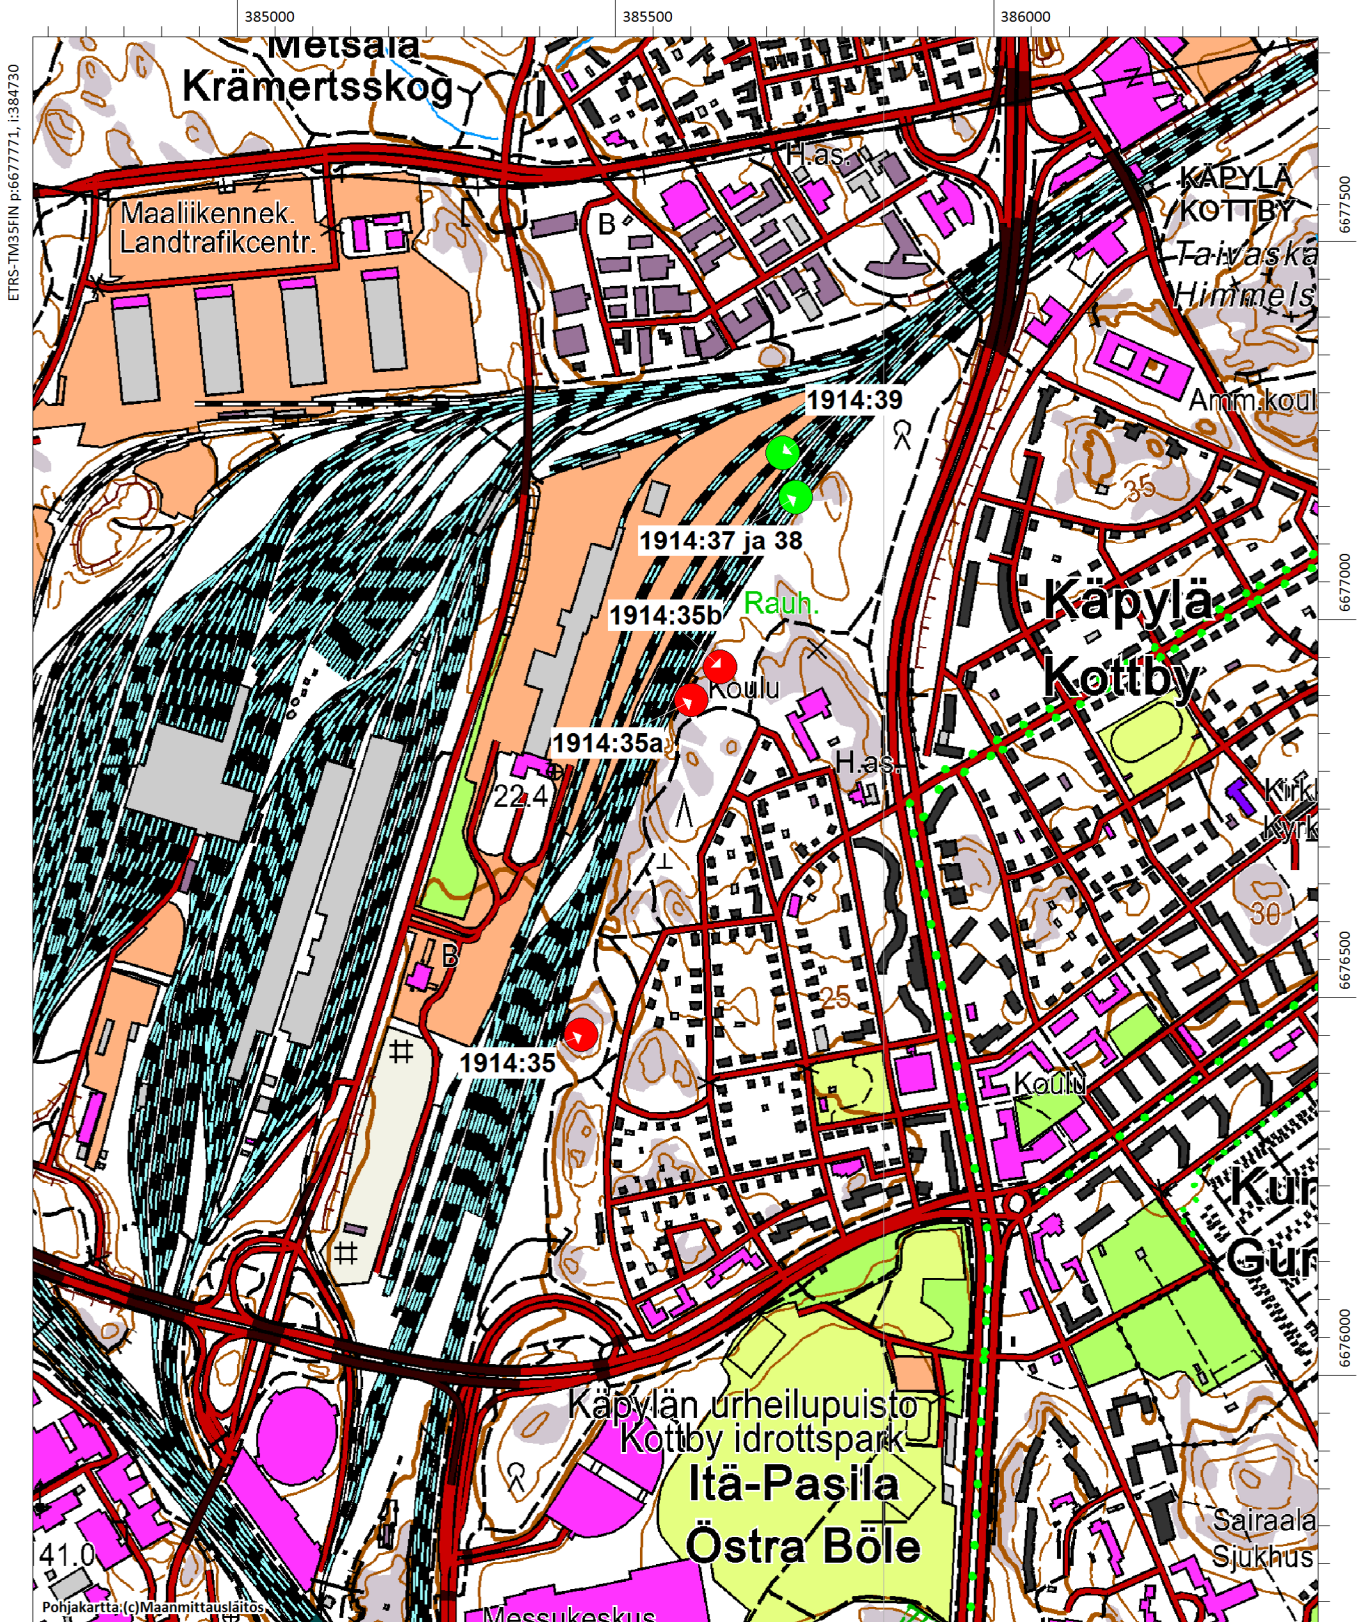 385000
385500
386000
ETRS-TM35FIN p:6677771, i:384730
Metsälä
Krämertsskog
H.as.
KÄPYLÄ
KOTTBY
6677500
Maaliikennek.
Landtrafikcentr.
B
Taivaska
Himmels
1914:39
Amm.koul
35
1914:37 ja 38
6677000
Rauh.
1914:35b
Käpylä
Kottby
Koulu
1914:35a
H.as.
22.4
Kirk
Kyrk
30
B
6676500
25
1914:35
Koulu
Kur
Gur
6676000
Käpylän urheilupuisto
Kottby idrottspark
Itä-Pasila
Östra Böle
Sairaala
Sjukhus
41.0
Pohjakartta (c)Maanmittauslaitos
Messukeskus